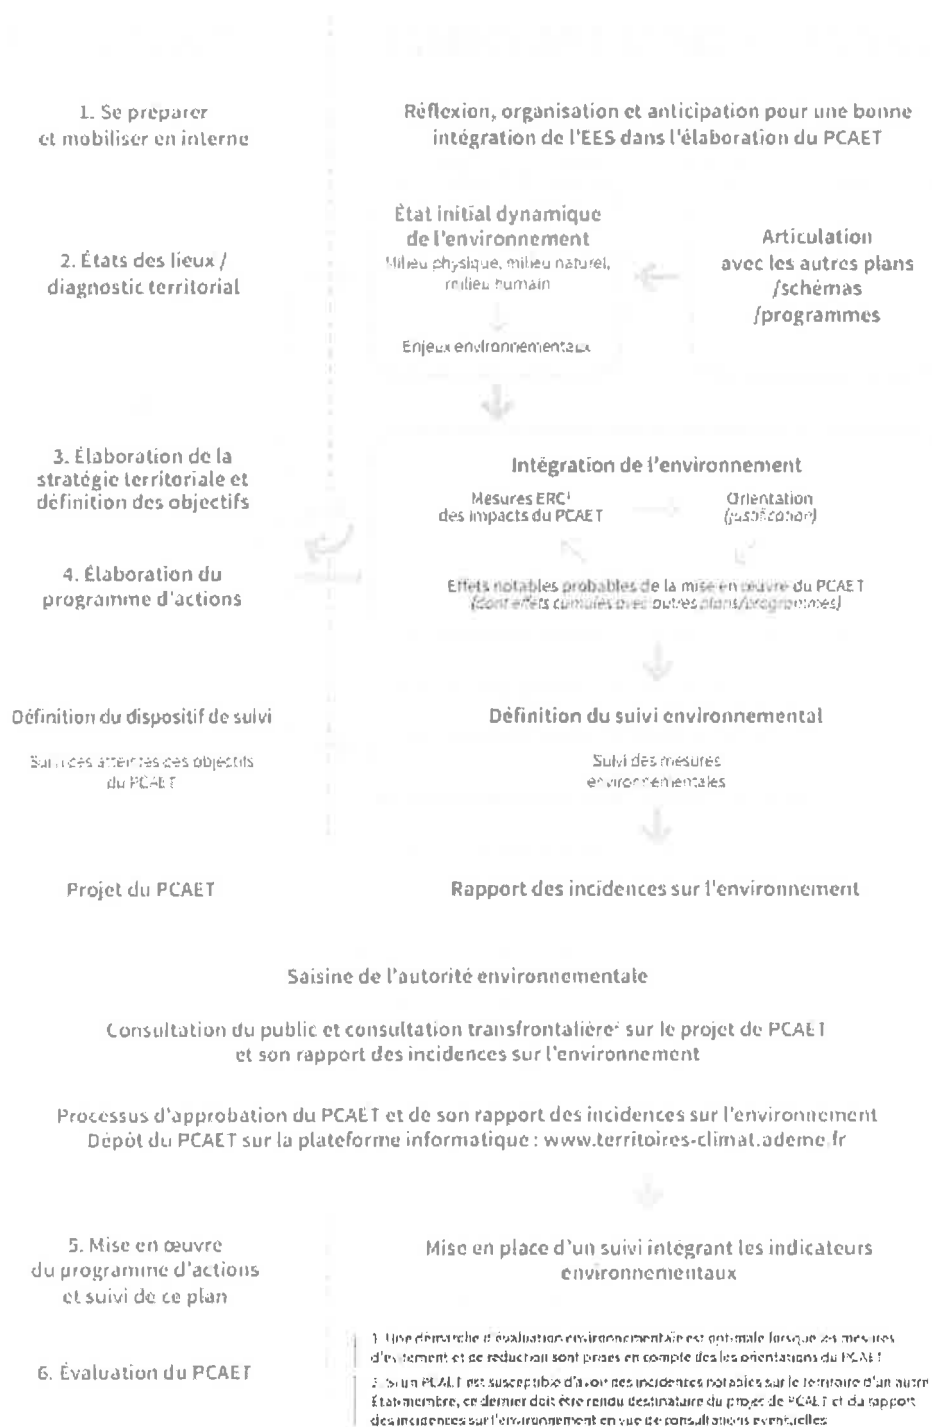 1. Se préparer
et mobiliser en interne
Réflexion, organisation et anticipation pour une bonne
intégration de l'EES dans l'élaboration du PCAET
2. États des lieux /
diagnostic territorial
État initial dynamique
de l'environnement
Milieu physique, milieu naturel,
milieu humain
Enjeux environnementaux
Articulation
avec les autres plans
/schémas
/programmes
3. Élaboration de la
stratégie territoriale et
définition des objectifs
4. Élaboration du
programme d'actions
Intégration de l'environnement
Mesures ERC¹
des impacts du PCAET
Orientation
(justification)
Effets notables probables de la mise en œuvre du PCAET
(dont effets cumulés avec autres plans/programmes)
Définition du dispositif de suivi
Suivi des atteintes des objectifs
du PCAET
Définition du suivi environnemental
Suivi des mesures
environnementales
Projet du PCAET
Rapport des incidences sur l'environnement
Saisine de l'autorité environnementale
Consultation du public et consultation transfrontalière² sur le projet de PCAET
et son rapport des incidences sur l'environnement
Processus d'approbation du PCAET et de son rapport des incidences sur l'environnement
Dépôt du PCAET sur la plateforme informatique : www.territoires-climat.ademe.fr
5. Mise en œuvre
du programme d'actions
et suivi de ce plan
Mise en place d'un suivi intégrant les indicateurs
environnementaux
6. Évaluation du PCAET
1. Une démarche d'évaluation environnementale est optimale lorsque les mesures
d'évitement et de réduction sont prises en compte dès les orientations du PCAET
2. Si un PCAET est susceptible d'avoir des incidences notables sur le territoire d'un autre
État-membre, ce dernier doit être rendu destinataire du projet de PCAET et du rapport
des incidences sur l'environnement en vue de consultations éventuelles